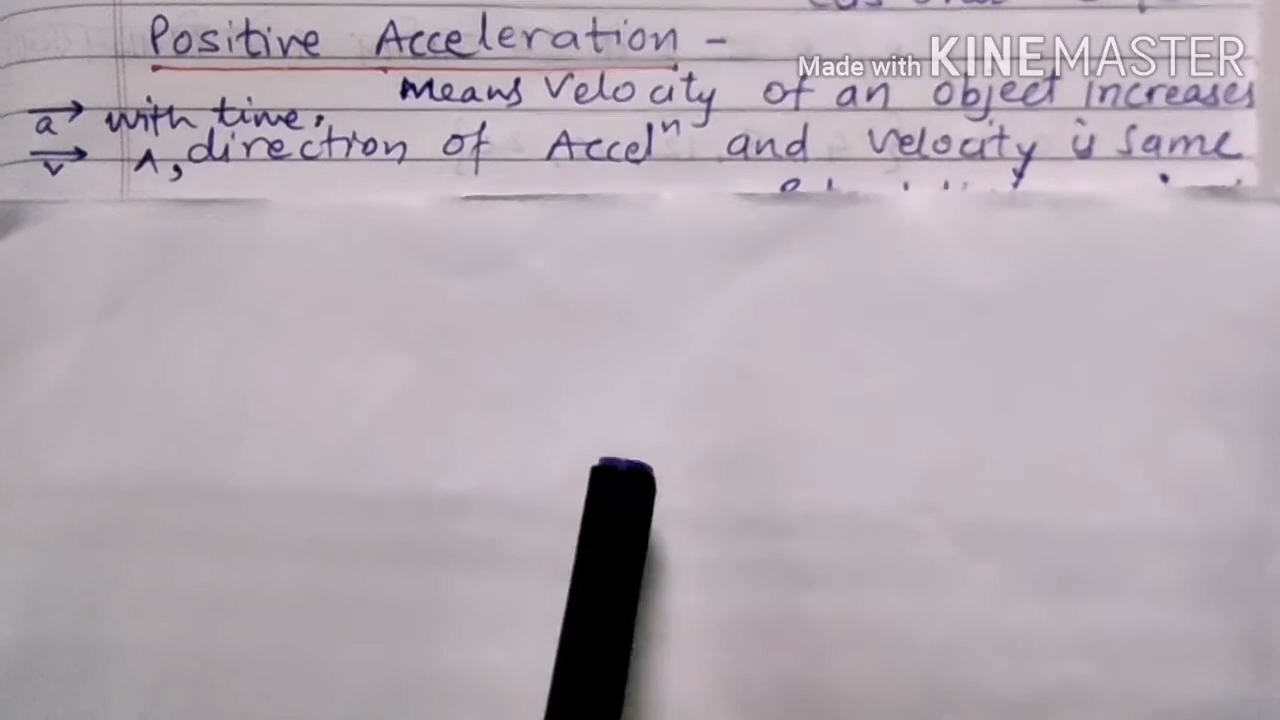 Positive Acceleration -
Made with KINEMASTER
means velocity of an object increases
a with time.
v ^, direction of Accelⁿ and velocity is same